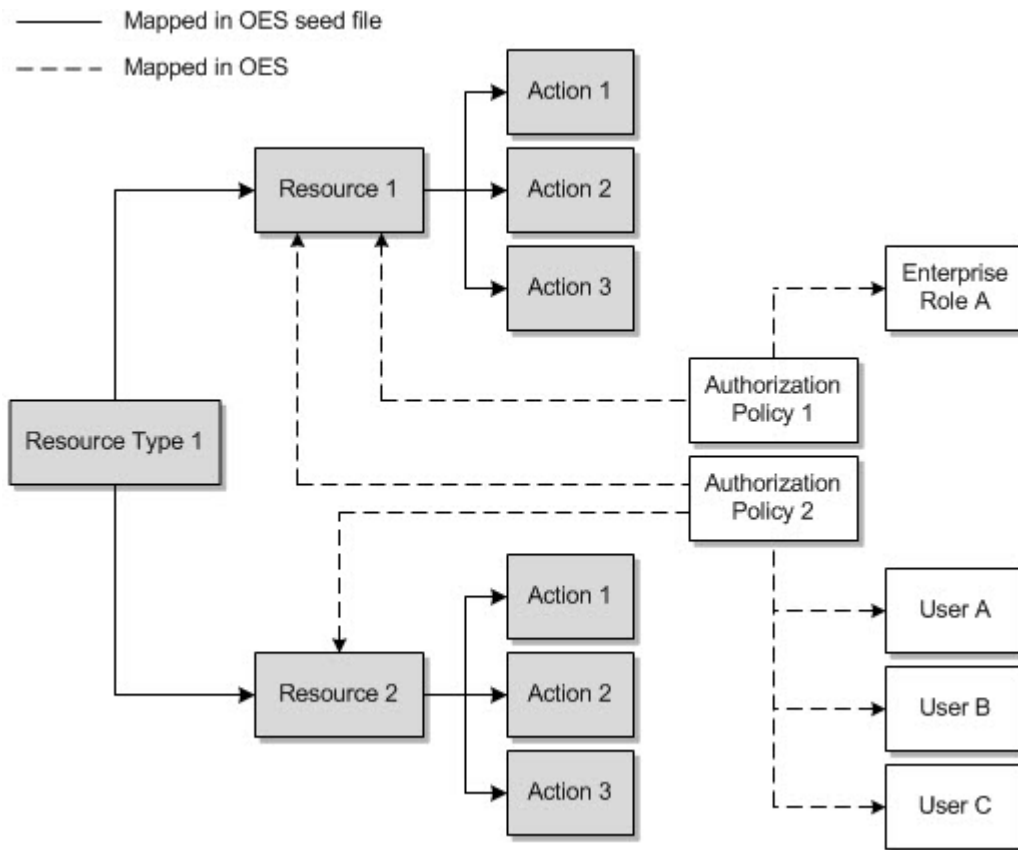 Mapped in OES seed file
Mapped in OES
Action 1
Resource 1
Action 2
Action 3
Enterprise
Role A
Authorization
Policy 1
Resource Type 1
Authorization
Policy 2
Action 1
User A
Resource 2
Action 2
User B
Action 3
User C